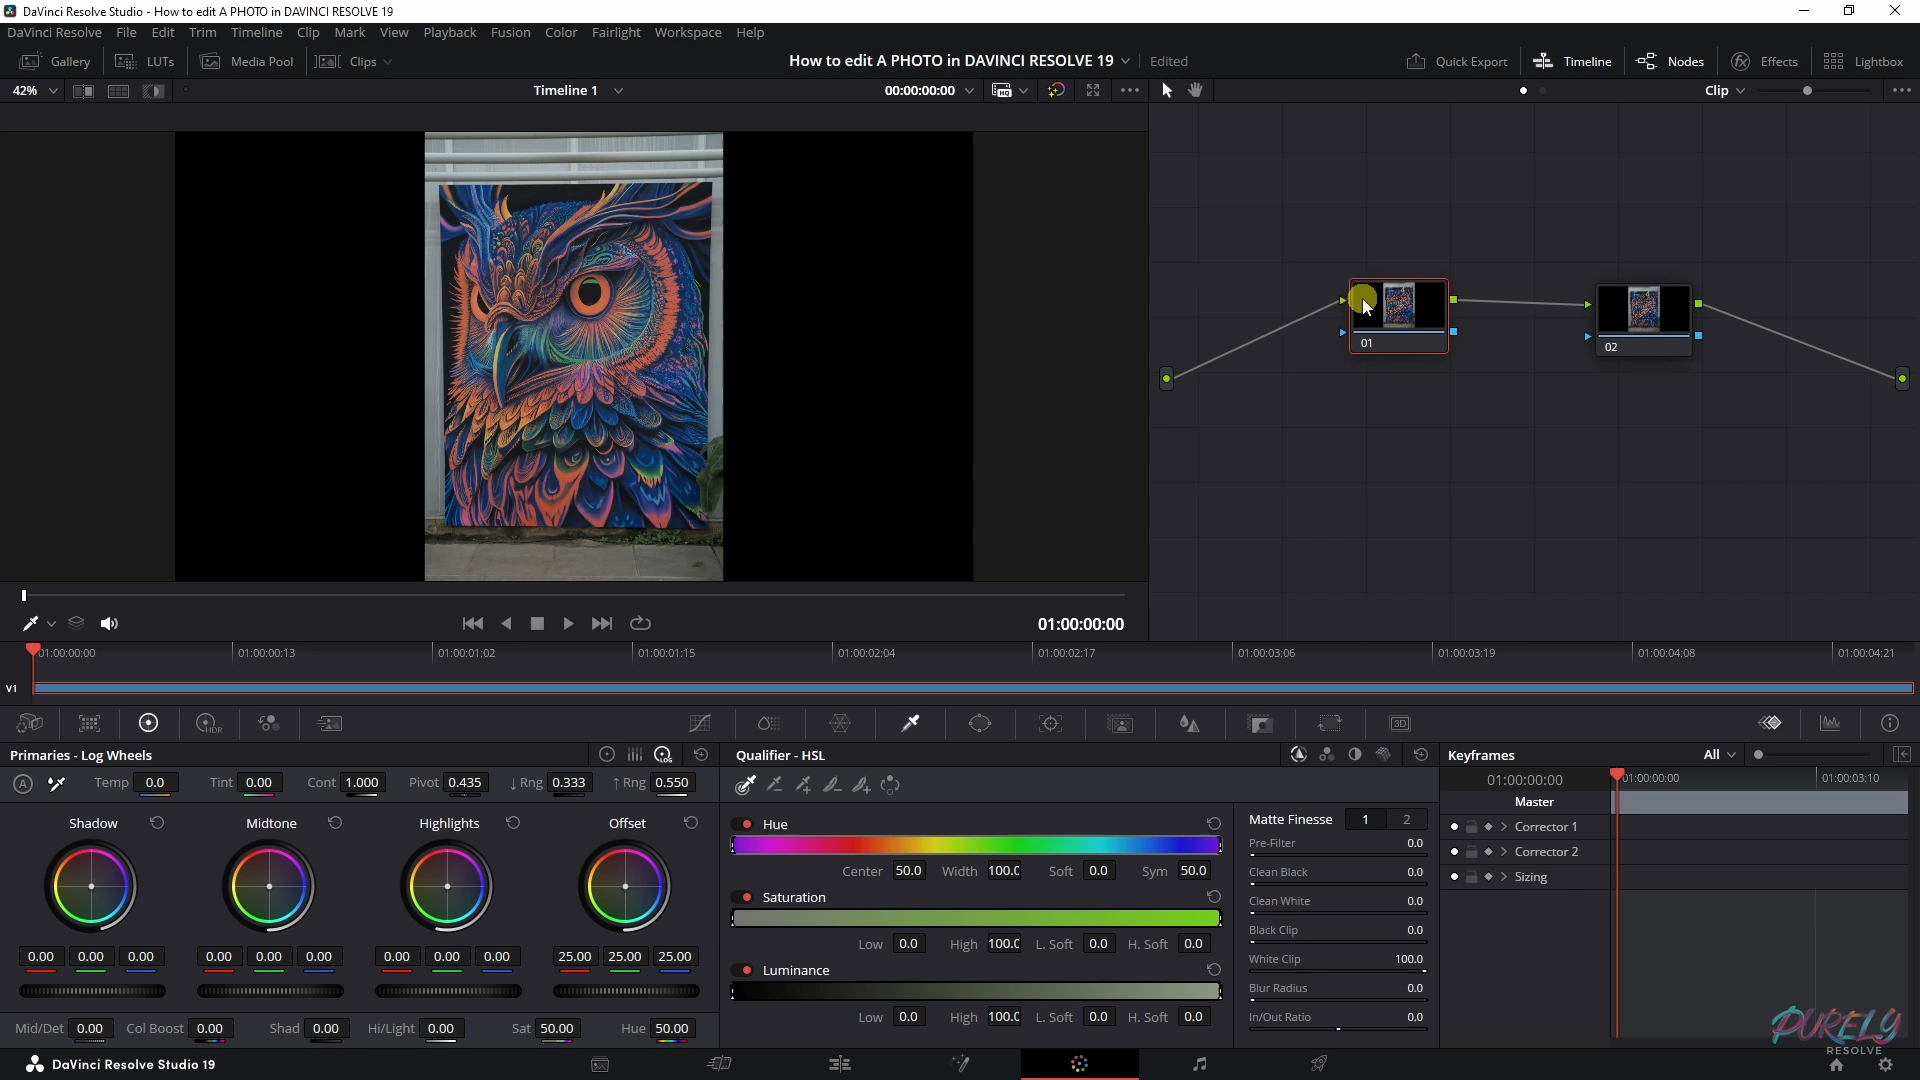 DaVinci Resolve Studio - How to edit A PHOTO in DAVINCI RESOLVE 19
DaVinci Resolve File Edit Trim Timeline Clip Mark View Playback Fusion Color Fairlight Workspace Help
Gallery LUTs Media Pool Clips How to edit A PHOTO in DAVINCI RESOLVE 19 Edited Quick Export Timeline Nodes Effects Lightbox
42% Timeline 1 00:00:00:00 Clip
01
02
01:00:00:00
01:00:00:00 01:00:00:13 01:00:01:02 01:00:01:15 01:00:02:04 01:00:02:17 01:00:03:06 01:00:03:19 01:00:04:08 01:00:04:21
V1
HDR 3D
Primaries - Log Wheels LOG Qualifier - HSL Keyframes All
A Temp 0.0 Tint 0.00 Cont 1.000 Pivot 0.435 ↓ Rng 0.333 ↑ Rng 0.550
01:00:00:00 01:00:00:00 01:00:03:10
Master
Shadow Midtone Highlights Offset
Hue
Center 50.0 Width 100.0 Soft 0.0 Sym 50.0
Saturation
Low 0.0 High 100.0 L. Soft 0.0 H. Soft 0.0
Luminance
Low 0.0 High 100.0 L. Soft 0.0 H. Soft 0.0
Matte Finesse 1 2
Pre-Filter 0.0
Clean Black 0.0
Clean White 0.0
Black Clip 0.0
White Clip 100.0
Blur Radius 0.0
In/Out Ratio 0.0
Corrector 1
Corrector 2
Sizing
0.00 0.00 0.00 0.00 0.00 0.00 0.00 0.00 0.00 25.00 25.00 25.00
Mid/Det 0.00 Col Boost 0.00 Shad 0.00 Hi/Light 0.00 Sat 50.00 Hue 50.00
PURELY
RESOLVE
DaVinci Resolve Studio 19